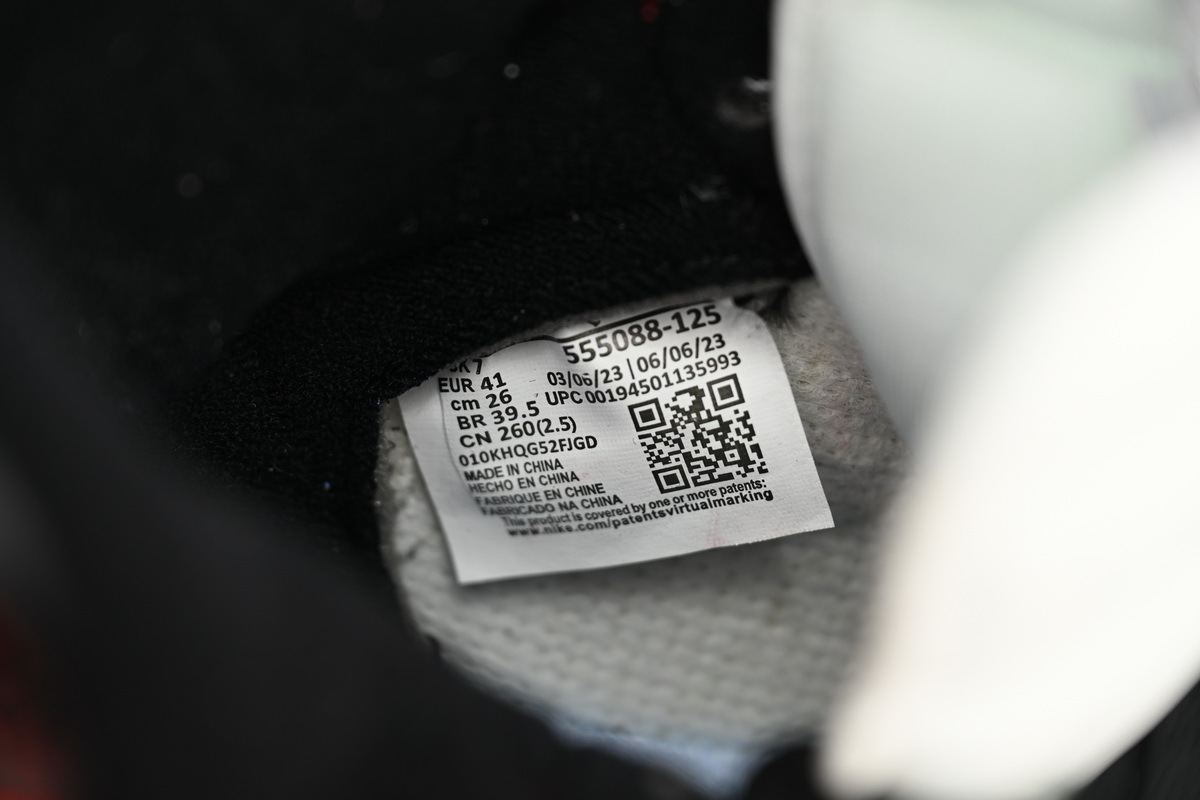 7
555088-125
EUR 41
03/06/23 | 06/06/23
cm 26
UPC 00194501135993
BR 39.5
CN 260(2.5)
010KHQG52FJGD
MADE IN CHINA
HECHO EN CHINA
FABRIQUE EN CHINE
FABRICADO NA CHINA
This product is covered by one or more patents:
www.nike.com/patentsvirtualmarking